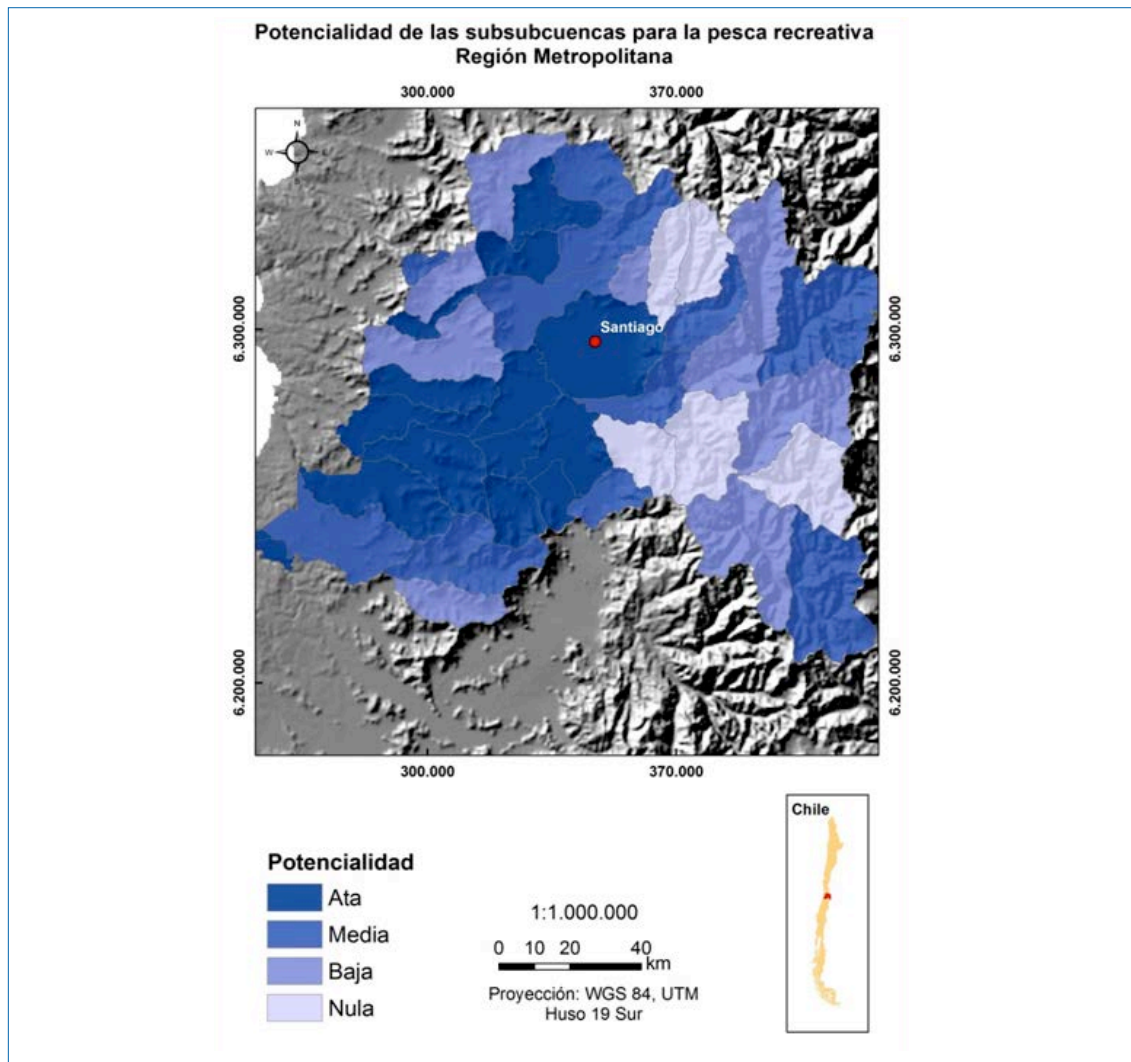 Potencialidad de las subsubcuencas para la pesca recreativa
Región Metropolitana
300.000 370.000
N
W
6.300.000 6.300.000
Santiago
6.200.000 6.200.000
300.000 370.000
Chile
Potencialidad
Ata
Media
Baja
Nula
1:1.000.000
0 10 20 40
km
Proyección: WGS 84, UTM
Huso 19 Sur